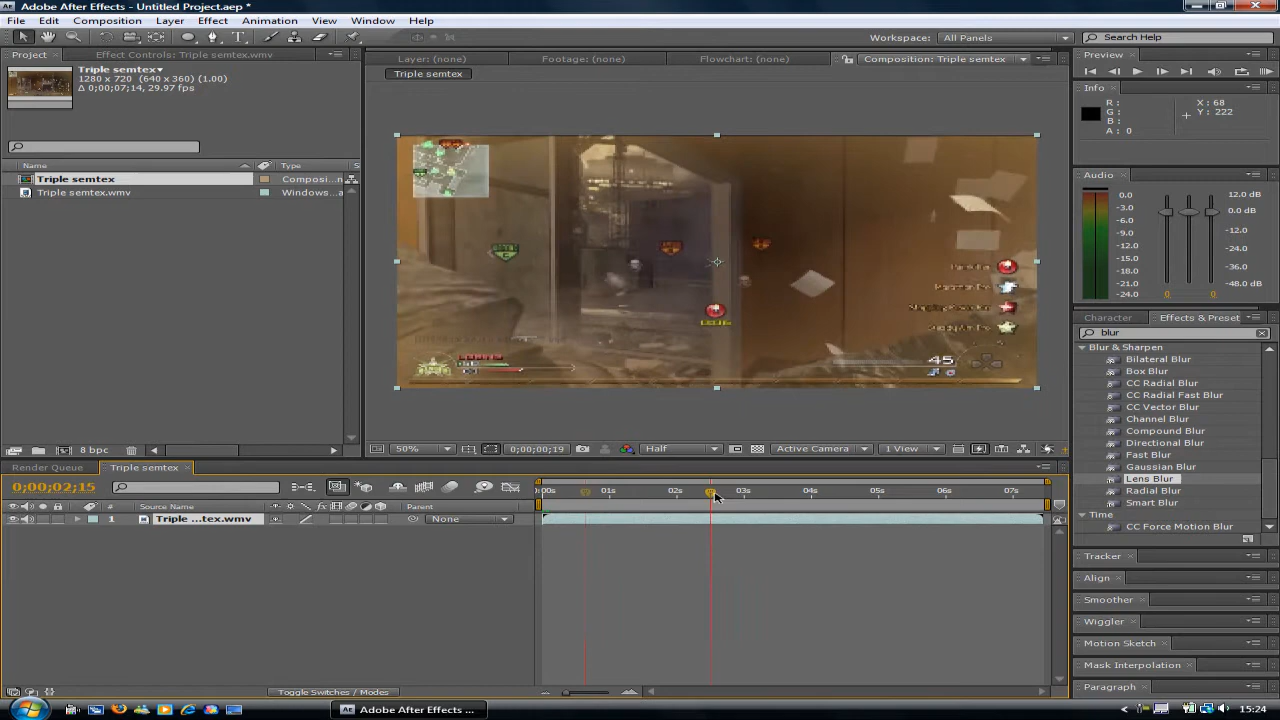 Adobe After Effects - Untitled Project.aep *
File Edit Composition Layer Effect Animation View Window Help
Workspace: All Panels Search Help
Project Effect Controls: Triple semtex.wmv
Triple semtex▾
1280 x 720 (640 x 360) (1.00)
Δ 0;00;07;14, 29.97 fps
Name Type S
Triple semtex Composi...n
Triple semtex.wmv Windows...a
8 bpc
Layer: (none) Footage: (none) Flowchart: (none) Composition: Triple semtex
Triple semtex
45
50% 0;00;00;19 Half Active Camera 1 View
Preview
Info
R: X: 68
G: Y: 222
B:
A: 0
Audio
0.0 12.0 dB
-3.0 0.0 dB
-6.0
-9.0 -12.0
-12.0 -24.0
-15.0
-18.0 -36.0
-21.0
-24.0 -48.0
0 0
Character Effects & Preset
blur
Blur & Sharpen
Bilateral Blur
Box Blur
CC Radial Blur
CC Radial Fast Blur
CC Vector Blur
Channel Blur
Compound Blur
Directional Blur
Fast Blur
Gaussian Blur
Lens Blur
Radial Blur
Smart Blur
Time
CC Force Motion Blur
Tracker
Align
Smoother
Wiggler
Motion Sketch
Mask Interpolation
Paragraph
Render Queue Triple semtex
0;00;02;15
:00s 01s 02s 03s 04s 05s 06s 07s
# Source Name Parent
1 Triple ...tex.wmv None
Toggle Switches / Modes
Adobe After Effects ... 15:24